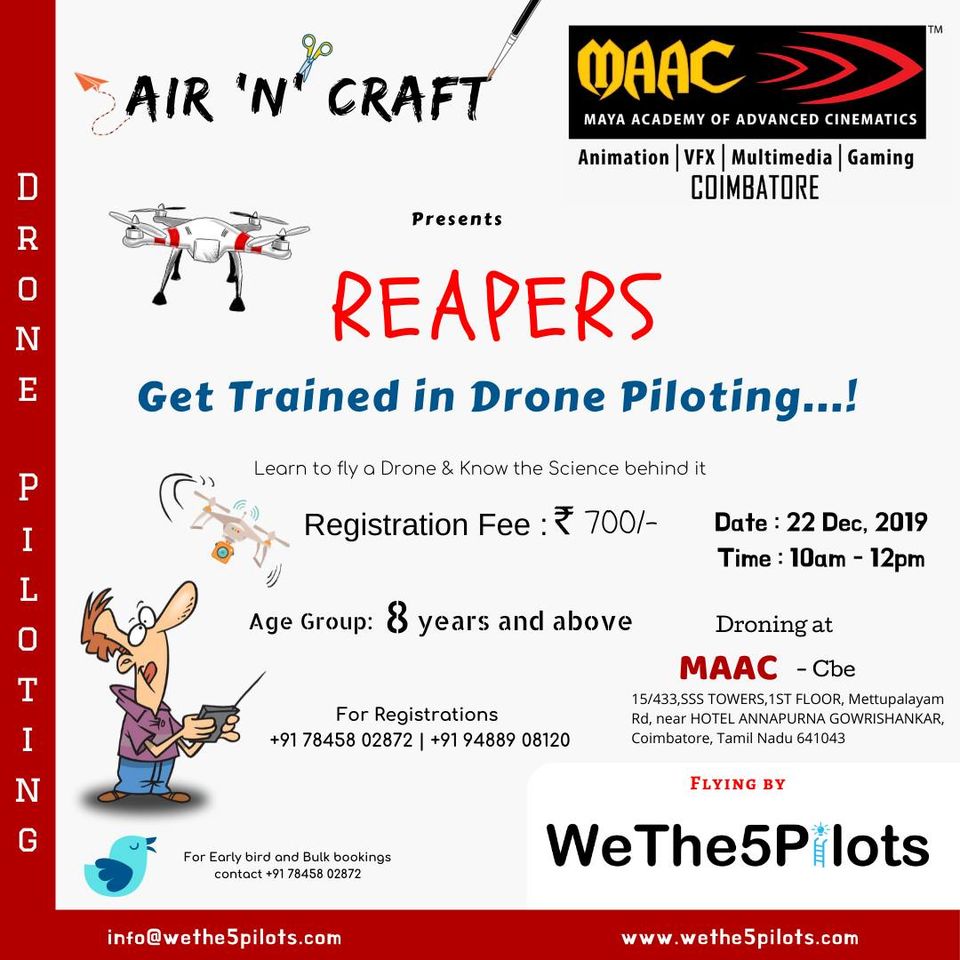 AIR 'N' CRAFT
MAAC
TM
MAYA ACADEMY OF ADVANCED CINEMATICS
Animation | VFX | Multimedia | Gaming
COIMBATORE
DRONE PILOTING
Presents
REAPERS
Get Trained in Drone Piloting...!
Learn to fly a Drone & Know the Science behind it
Registration Fee : ₹ 700/-
Date : 22 Dec, 2019
Time : 10am - 12pm
Age Group: 8 years and above
Droning at
MAAC - Cbe
15/433,SSS TOWERS,1ST FLOOR, Mettupalayam
Rd, near HOTEL ANNAPURNA GOWRISHANKAR,
Coimbatore, Tamil Nadu 641043
For Registrations
+91 78458 02872 | +91 94889 08120
FLYING BY
WeThe5Pilots
For Early bird and Bulk bookings
contact +91 78458 02872
info@wethe5pilots.com
www.wethe5pilots.com